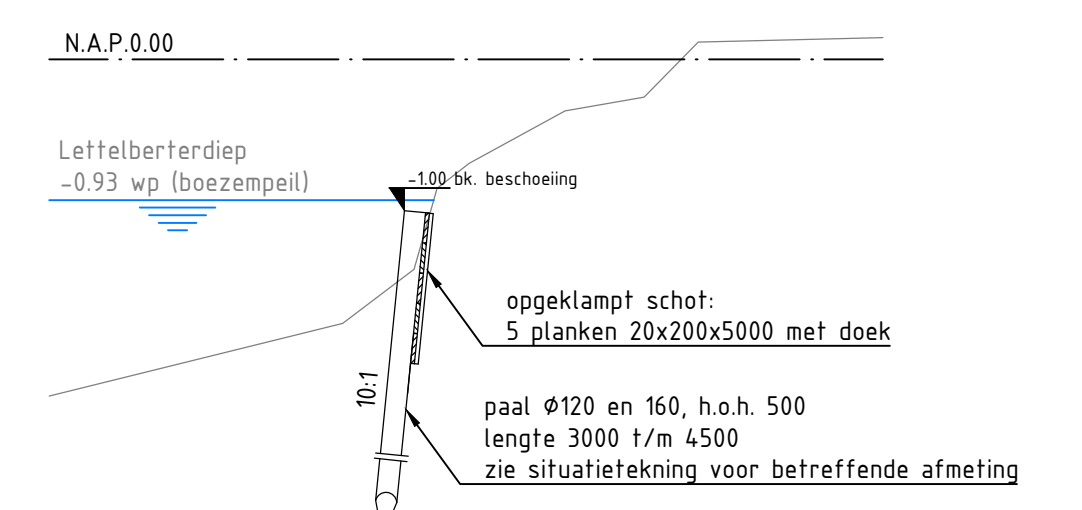 N.A.P.0.00
Lettelberterdiep
-0.93 wp (boezempeil)
-1.00 bk. beschoeiing
opgeklampt schot:
5 planken 20x200x5000 met doek
10:1
paal Ø120 en 160, h.o.h. 500
lengte 3000 t/m 4500
zie situatietekning voor betreffende afmeting